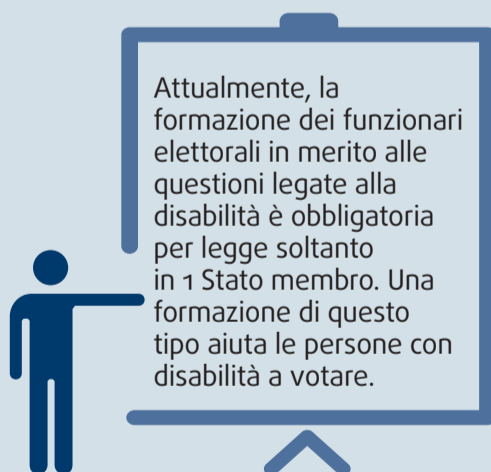 Attualmente, la
formazione dei funzionari
elettorali in merito alle
questioni legate alla
disabilità è obbligatoria
per legge soltanto
in 1 Stato membro. Una
formazione di questo
tipo aiuta le persone con
disabilità a votare.